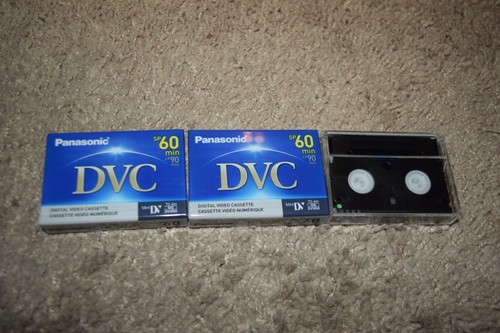 Panasonic
SP 60
min
LP 90
DVC
DIGITAL VIDEO CASSETTE
CASSETTE VIDÉO NUMÉRIQUE
Mini DV
Panasonic
SP 60
min
LP 90
DVC
DIGITAL VIDEO CASSETTE
CASSETTE VIDÉO NUMÉRIQUE
Mini DV